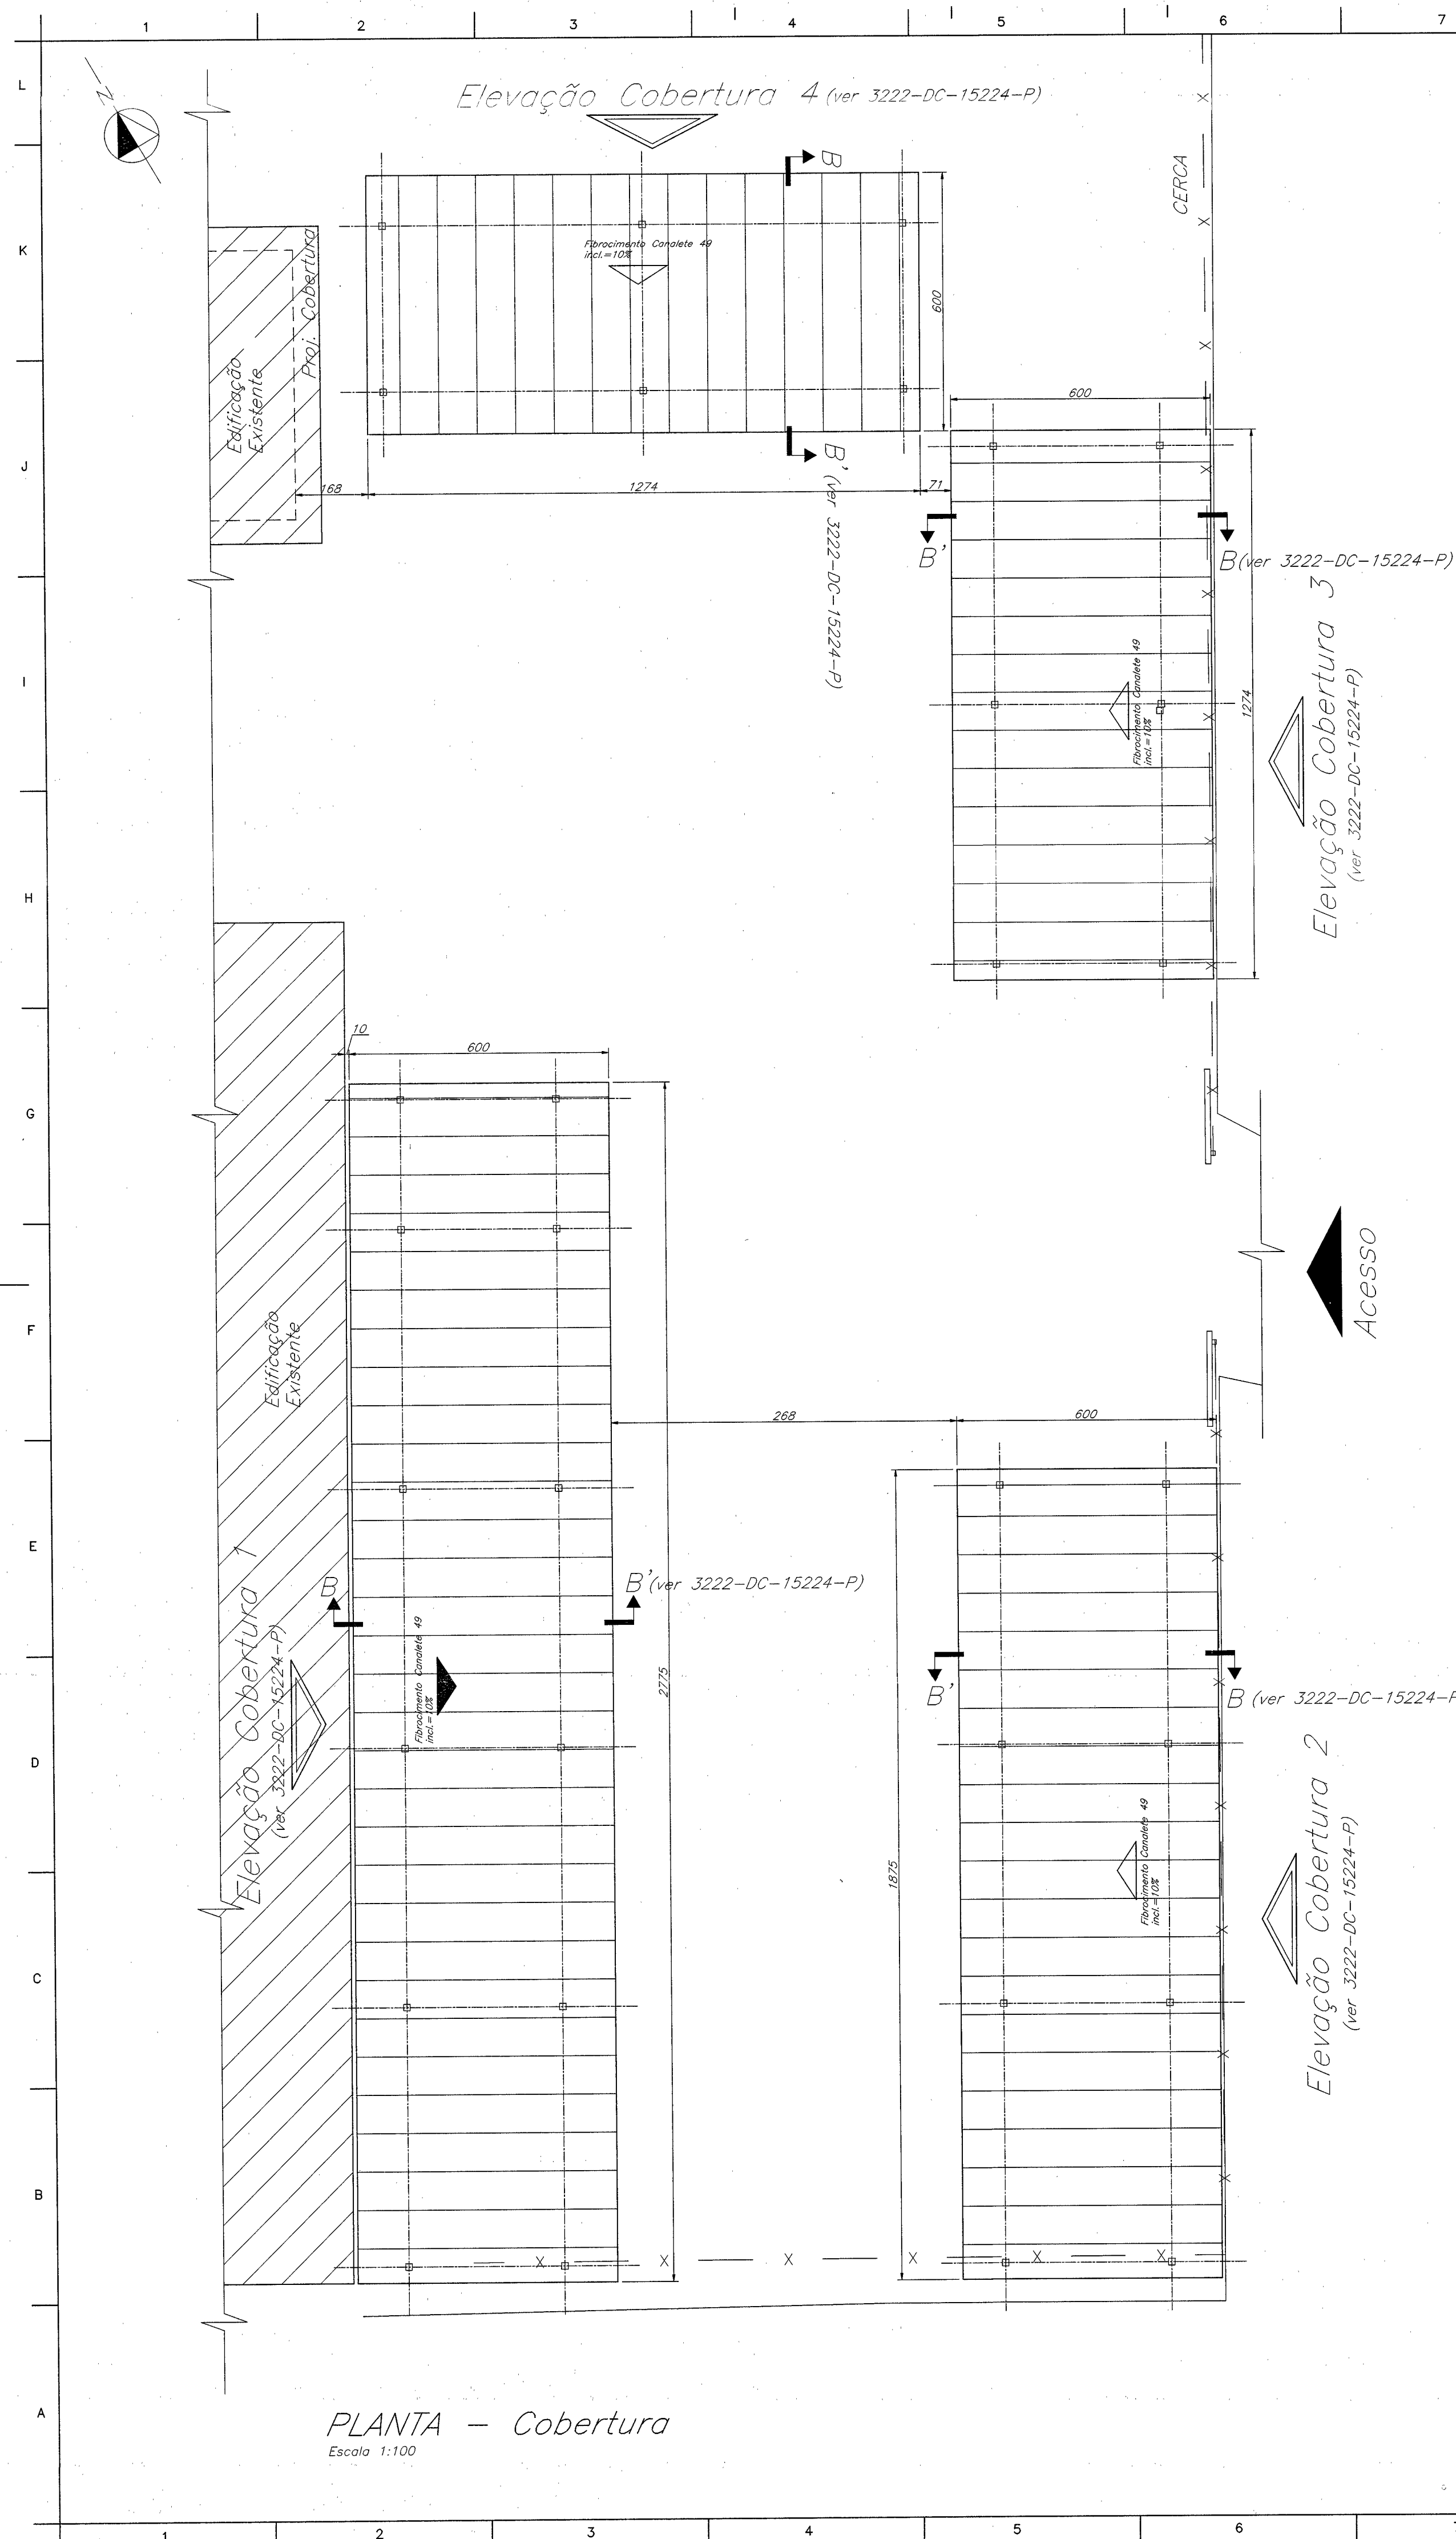 1 2 3 4 5 6 7
L
K
J
I
H
G
F
E
D
C
B
A
N
Elevação Cobertura 4 (ver 3222-DC-15224-P)
B
CERCA
Fibrocimento Canalete 49
incl.=10%
600
Proj. Cobertura
Edificação
Existente
600
168
1274
71
B' (ver 3222-DC-15224-P)
B'
B (ver 3222-DC-15224-P)
Fibrocimento Canalete 49
incl.=10%
1274
Elevação Cobertura 3
(ver 3222-DC-15224-P)
10
600
Acesso
Edificação
Existente
268
600
B
B' (ver 3222-DC-15224-P)
Elevação Cobertura 1
(ver 3222-DC-15224-P)
Fibrocimento Canalete 49
incl.=10%
2775
B'
B (ver 3222-DC-15224-P
1875
Fibrocimento Canalete 49
incl.=10%
Elevação Cobertura 2
(ver 3222-DC-15224-P)
PLANTA - Cobertura
Escala 1:100
1 2 3 4 5 6